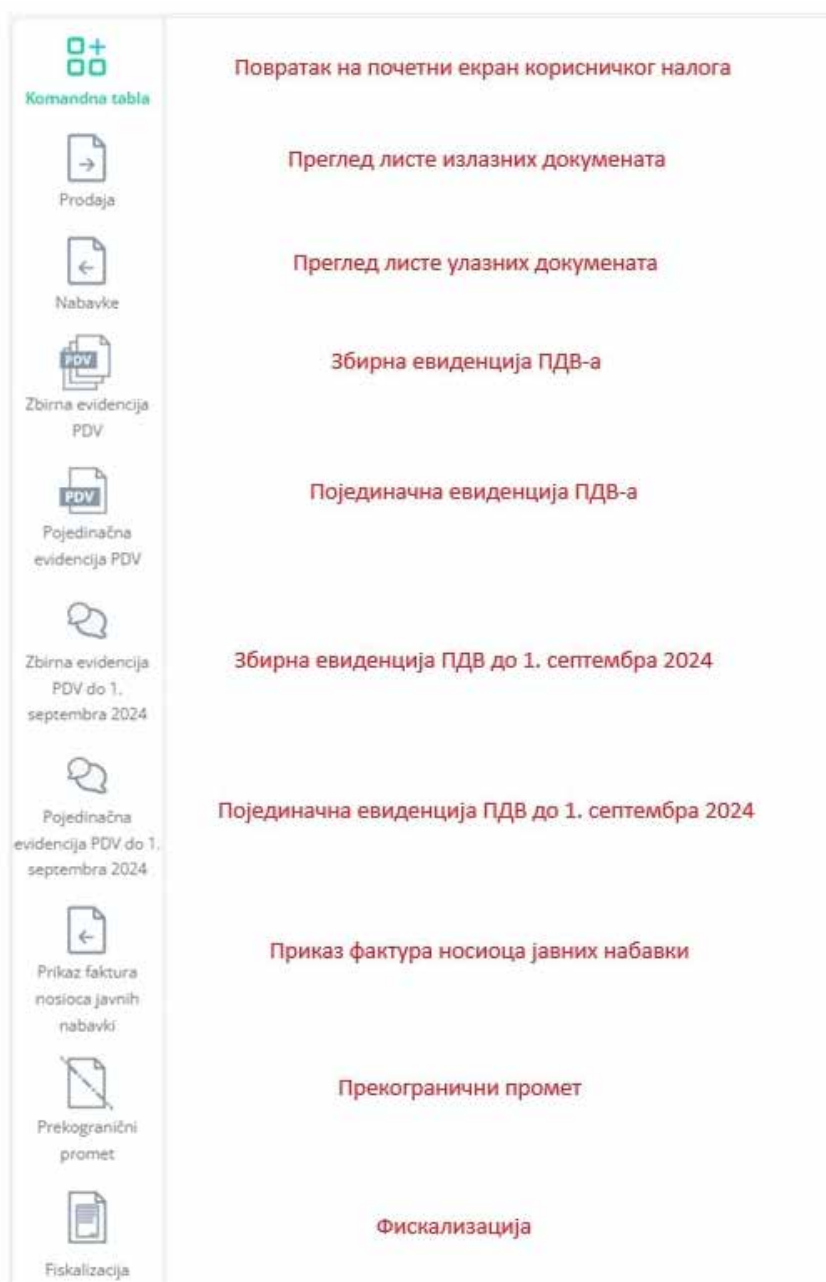 Komandna tabla
Повратак на почетни екран корисничког налога
Prodaja
Преглед листе излазних докумената
Nabavke
Преглед листе улазних докумената
PDV
Zbirna evidencija
PDV
Збирна евиденција ПДВ-а
PDV
Pojedinačna
evidencija PDV
Појединачна евиденција ПДВ-а
Zbirna evidencija
PDV do 1.
septembra 2024
Збирна евиденција ПДВ до 1. септембра 2024
Pojedinačna
evidencija PDV do 1.
septembra 2024
Појединачна евиденција ПДВ до 1. септембра 2024
Prikaz faktura
nosioca javnih
nabavki
Приказ фактура носиоца јавних набавки
Prekogranični
promet
Прекогранични промет
Fiskalizacija
Фискализација